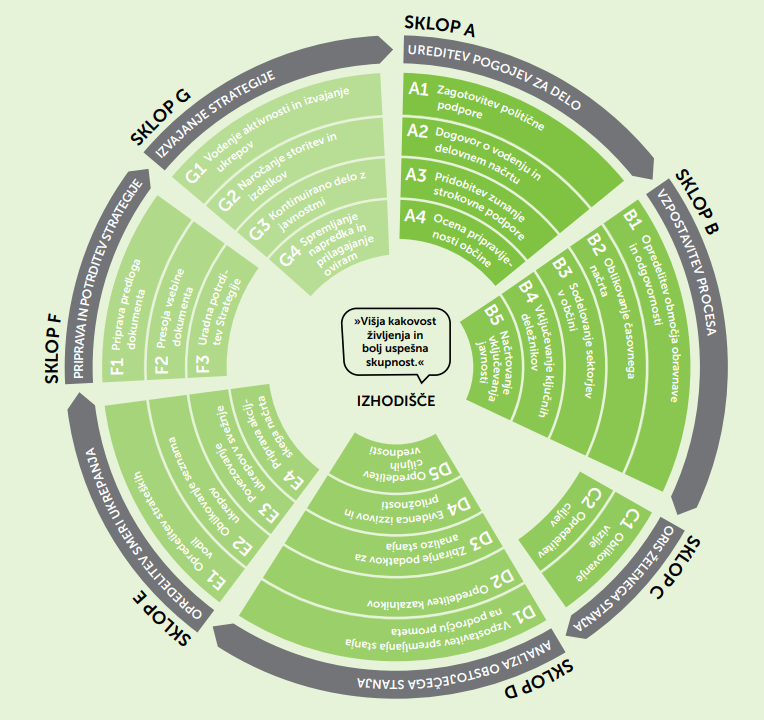 SKLOP A
UREDITEV POGOJEV ZA DELO
A1 Zagotovitev politične
podpore
A2 Dogovor o vodenju in
delovnem načrtu
A3 Pridobitev zunanje
strokovne podpore
A4 Ocena pripravlje-
nosti občine
SKLOP B
VZPOSTAVITEV PROCESA
B1 Opredelitev območja obravnave
in odgovornosti
B2 Oblikovanje časovnega
načrta
B3 Sodelovanje sektorjev
v občini
B4 Vključevanje ključnih
deležnikov
B5 Načrtovanje
vključevanja
javnosti
SKLOP C
ORIS ŽELENEGA STANJA
C1 Oblikovanje
vizije
C2 Opredelitev
ciljev
SKLOP D
ANALIZA OBSTOJEČEGA STANJA
D1 Vzpostavitev spremljanja stanja
na področju prometa
D2 Opredelitev kazalnikov
D3 Zbiranje podatkov za
analizo stanja
D4 Evidenca izzivov in
priložnosti
D5 Opredelitev
ciljnih
vrednosti
SKLOP E
OPREDELITEV SMERI UKREPANJA
E1 Opredelitev strateških
vodil
E2 Oblikovanje seznama
ukrepov
E3 Povezovanje
ukrepov v svežnje
E4 Priprava akcij-
skega načrta
SKLOP F
PRIPRAVA IN POTRDITEV STRATEGIJE
F1 Priprava predloga
dokumenta
F2 Presoja vsebine
dokumenta
F3 Uradna potrdi-
tev Strategije
SKLOP G
IZVAJANJE STRATEGIJE
G1 Vodenje aktivnosti in izvajanje
ukrepov
G2 Naročanje storitev in
izdelkov
G3 Kontinuirano delo z
javnostmi
G4 Spremljanje
napredka in
prilagajanje
oviram
»Višja kakovost
življenja in
bolj uspešna
skupnost.«
IZHODIŠČE